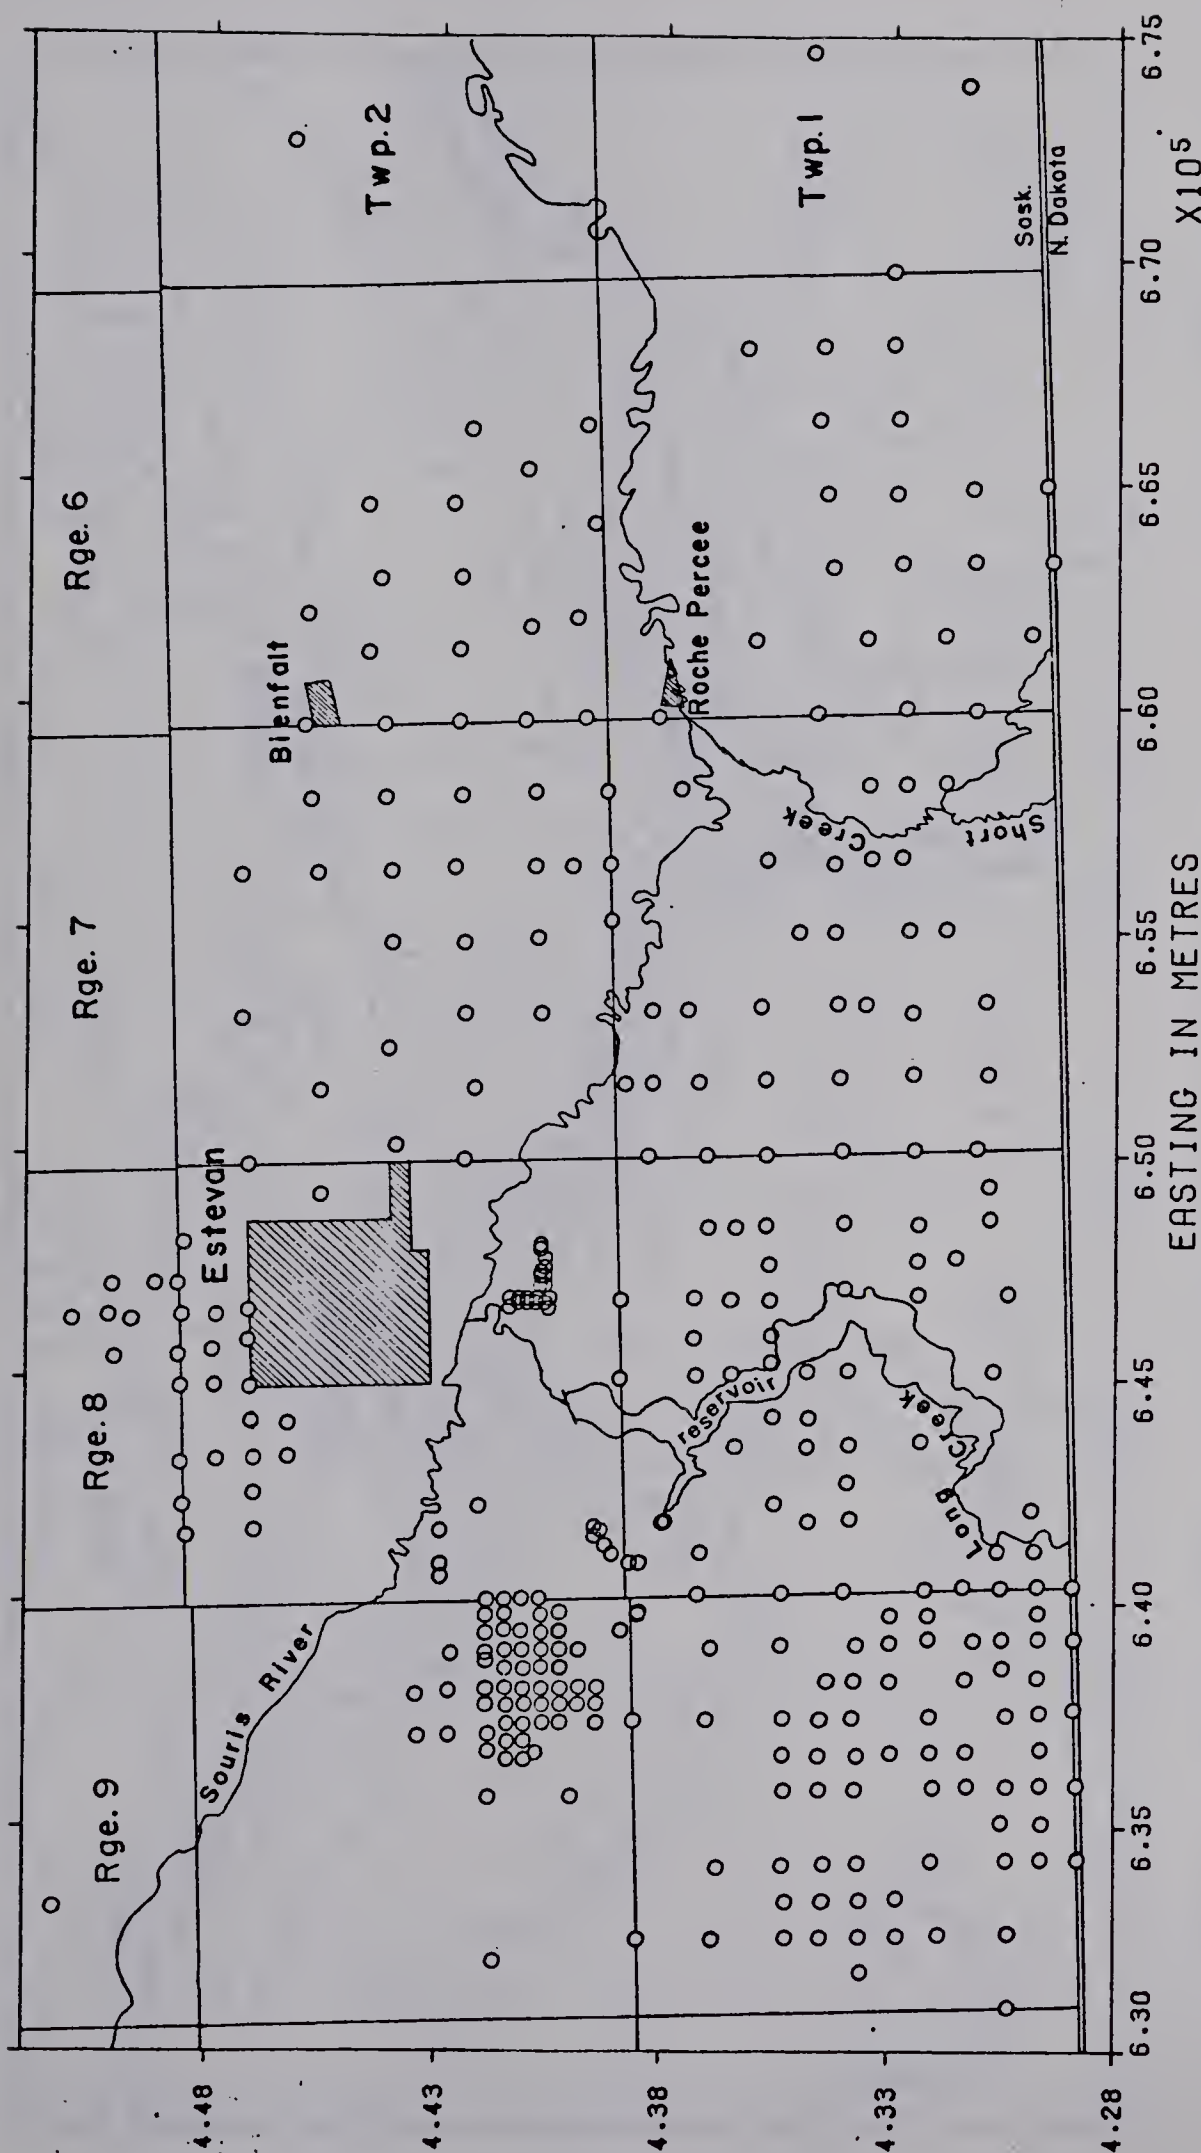 Rge. 9
Rge. 8
Rge. 7
Rge. 6
Souris River
Estevan
Bienfait
Twp. 2
Roche Percee
Twp. 1
reservoir
Long Creek
Short Creek
Sask.
N. Dakota
4.48
4.43
4.38
4.33
4.28
6.30
6.35
6.40
6.45
6.50
6.55
6.60
6.65
6.70
6.75
EASTING IN METRES
X10⁵